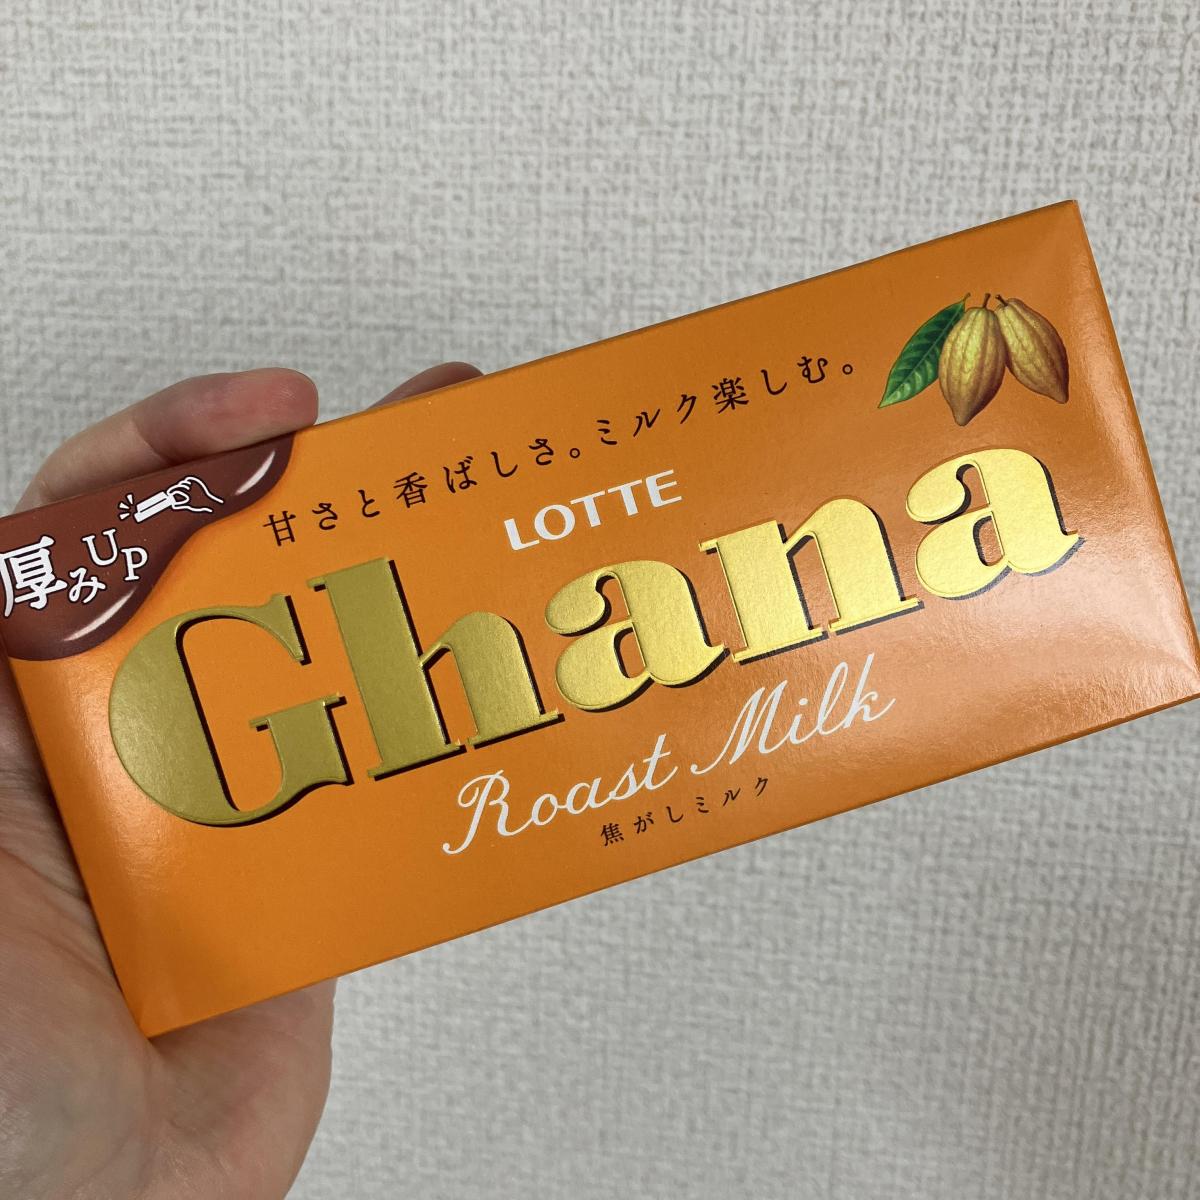 甘さと香ばしさ。ミルク楽しむ。
厚みUP
LOTTE
Ghana
Roast Milk
焦がしミルク